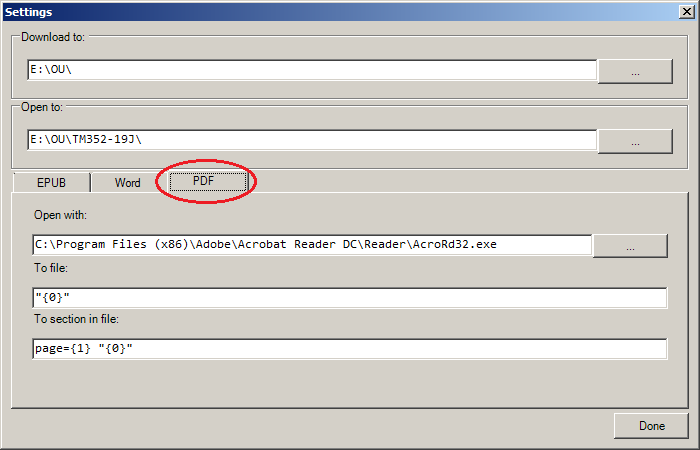 Settings
Download to:
E:\OU\
...
Open to:
E:\OU\TM352-19J\
...
EPUB Word PDF
Open with:
C:\Program Files (x86)\Adobe\Acrobat Reader DC\Reader\AcroRd32.exe
...
To file:
"{0}"
To section in file:
page={1} "{0}"
Done